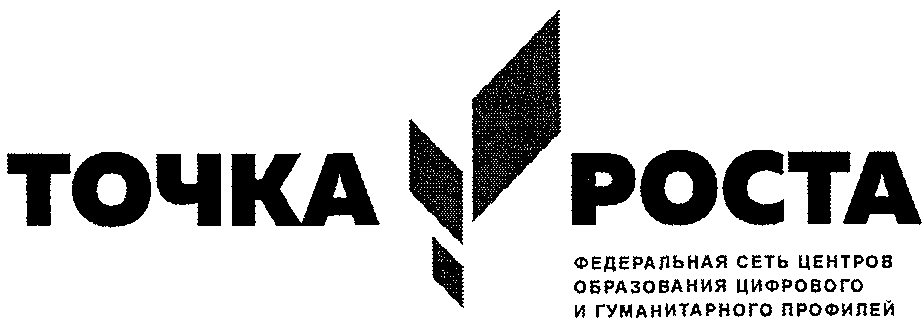 ТОЧКА РОСТА
ФЕДЕРАЛЬНАЯ СЕТЬ ЦЕНТРОВ
ОБРАЗОВАНИЯ ЦИФРОВОГО
И ГУМАНИТАРНОГО ПРОФИЛЕЙ